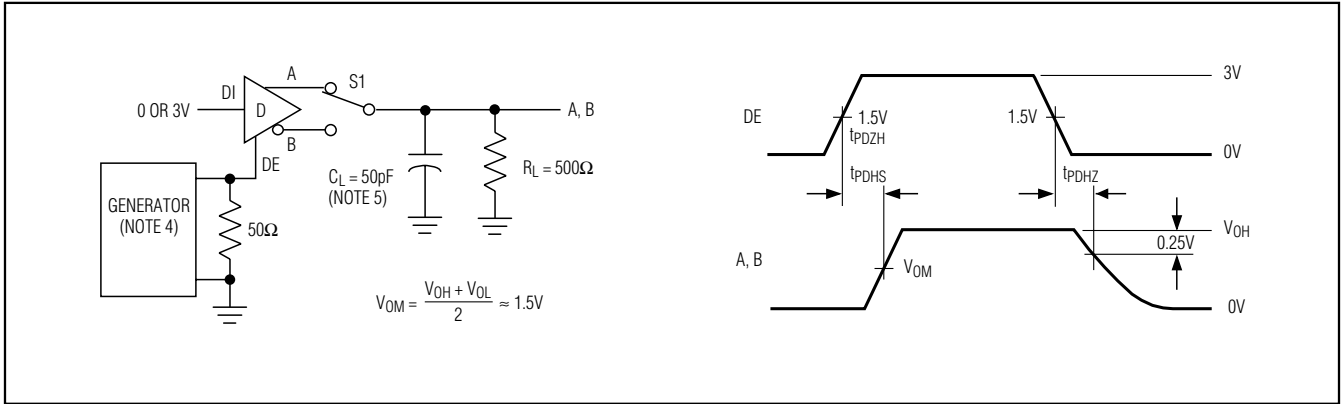 A
S1
DI
0 OR 3V
D
A, B
B
DE
C_L = 50pF
(NOTE 5)
R_L = 500Ω
GENERATOR
(NOTE 4)
50Ω
V_OM = (V_OH + V_OL) / 2 ≈ 1.5V
3V
DE
1.5V
1.5V
t_PDZH
0V
t_PDHS
t_PDHZ
V_OH
0.25V
A, B
V_OM
0V